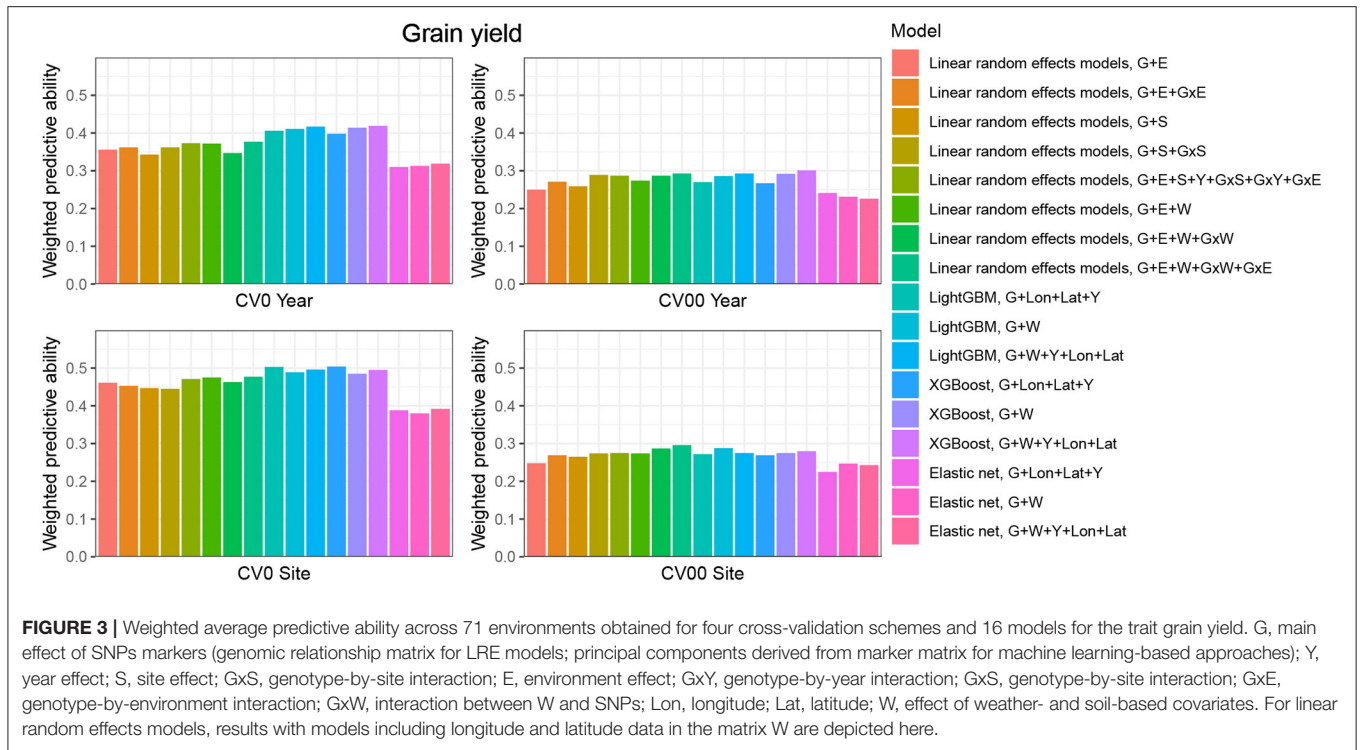 Grain yield
Weighted predictive ability
0.5
0.4
0.3
0.2
0.1
0.0
CV0 Year
Weighted predictive ability
0.5
0.4
0.3
0.2
0.1
0.0
CV00 Year
Weighted predictive ability
0.5
0.4
0.3
0.2
0.1
0.0
CV0 Site
Weighted predictive ability
0.5
0.4
0.3
0.2
0.1
0.0
CV00 Site
Model
Linear random effects models, G+E
Linear random effects models, G+E+GxE
Linear random effects models, G+S
Linear random effects models, G+S+GxS
Linear random effects models, G+E+S+Y+GxS+GxY+GxE
Linear random effects models, G+E+W
Linear random effects models, G+E+W+GxW
Linear random effects models, G+E+W+GxW+GxE
LightGBM, G+Lon+Lat+Y
LightGBM, G+W
LightGBM, G+W+Y+Lon+Lat
XGBoost, G+Lon+Lat+Y
XGBoost, G+W
XGBoost, G+W+Y+Lon+Lat
Elastic net, G+Lon+Lat+Y
Elastic net, G+W
Elastic net, G+W+Y+Lon+Lat
FIGURE 3 | Weighted average predictive ability across 71 environments obtained for four cross-validation schemes and 16 models for the trait grain yield. G, main
effect of SNPs markers (genomic relationship matrix for LRE models; principal components derived from marker matrix for machine learning-based approaches); Y,
year effect; S, site effect; GxS, genotype-by-site interaction; E, environment effect; GxY, genotype-by-year interaction; GxS, genotype-by-site interaction; GxE,
genotype-by-environment interaction; GxW, interaction between W and SNPs; Lon, longitude; Lat, latitude; W, effect of weather- and soil-based covariates. For linear
random effects models, results with models including longitude and latitude data in the matrix W are depicted here.